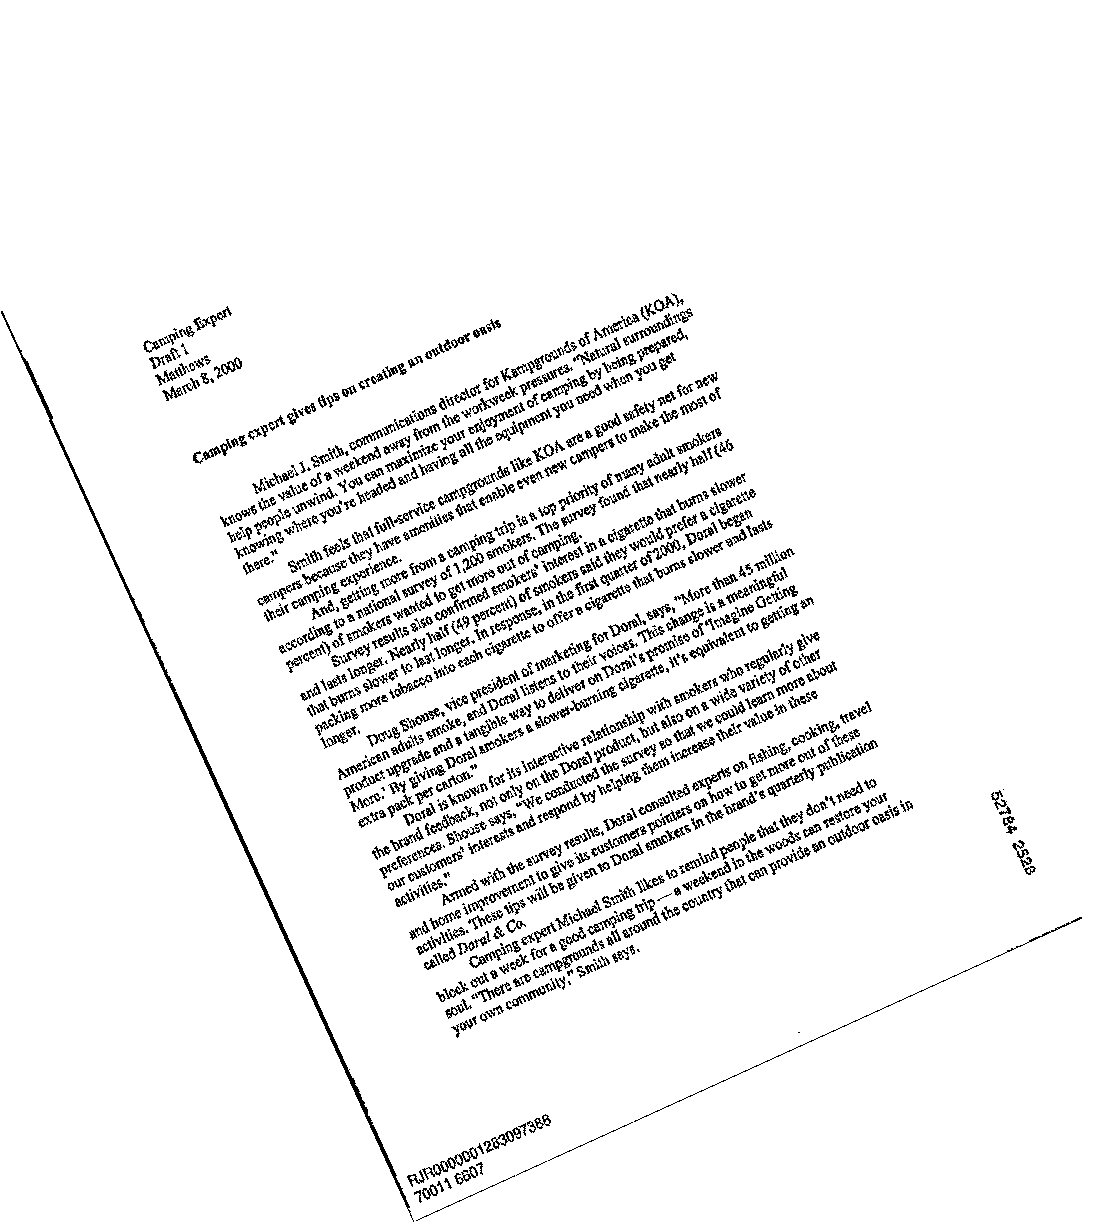 Camping Expert
Draft 1
Matthews
March 8, 2000
Camping expert gives tips on creating an outdoor oasis
Michael J. Smith, communications director for Kampgrounds of America (KOA),
knows the value of a weekend away from the workweek pressures. "Natural surroundings
help people unwind. You can maximize your enjoyment of camping by being prepared,
knowing where you're headed and having all the equipment you need when you get
there."
Smith feels that full-service campgrounds like KOA are a good safety net for new
campers because they have amenities that enable even new campers to make the most of
their camping experience.
And, getting more from a camping trip is a top priority of many adult smokers
according to a national survey of 1,200 smokers. The survey found that nearly half (46
percent) of smokers wanted to get more out of camping.
Survey results also confirmed smokers' interest in a cigarette that burns slower
and lasts longer. Nearly half (49 percent) of smokers said they would prefer a cigarette
that burns slower to last longer. In response, in the first quarter of 2000, Doral began
packing more tobacco into each cigarette to offer a cigarette that burns slower and lasts
longer.
Doug Shouse, vice president of marketing for Doral, says, "More than 45 million
American adults smoke, and Doral listens to their voices. This change is a meaningful
product upgrade and a tangible way to deliver on Doral's promise of 'Imagine Getting
More.' By giving Doral smokers a slower-burning cigarette, it's equivalent to getting an
extra pack per carton."
Doral is known for its interactive relationship with smokers who regularly give
the brand feedback, not only on the Doral product, but also on a wide variety of other
preferences. Shouse says, "We conducted the survey so that we could learn more about
our customers' interests and respond by helping them increase their value in these
activities."
Armed with the survey results, Doral consulted experts on fishing, cooking, travel
and home improvement to give its customers pointers on how to get more out of these
activities. These tips will be given to Doral smokers in the brand's quarterly publication
called Doral & Co.
Camping expert Michael Smith likes to remind people that they don't need to
block out a week for a good camping trip — a weekend in the woods can restore your
soul. "There are campgrounds all around the country that can provide an outdoor oasis in
your own community," Smith says.
52784 2528
RJR0000001283097388
70011 6607